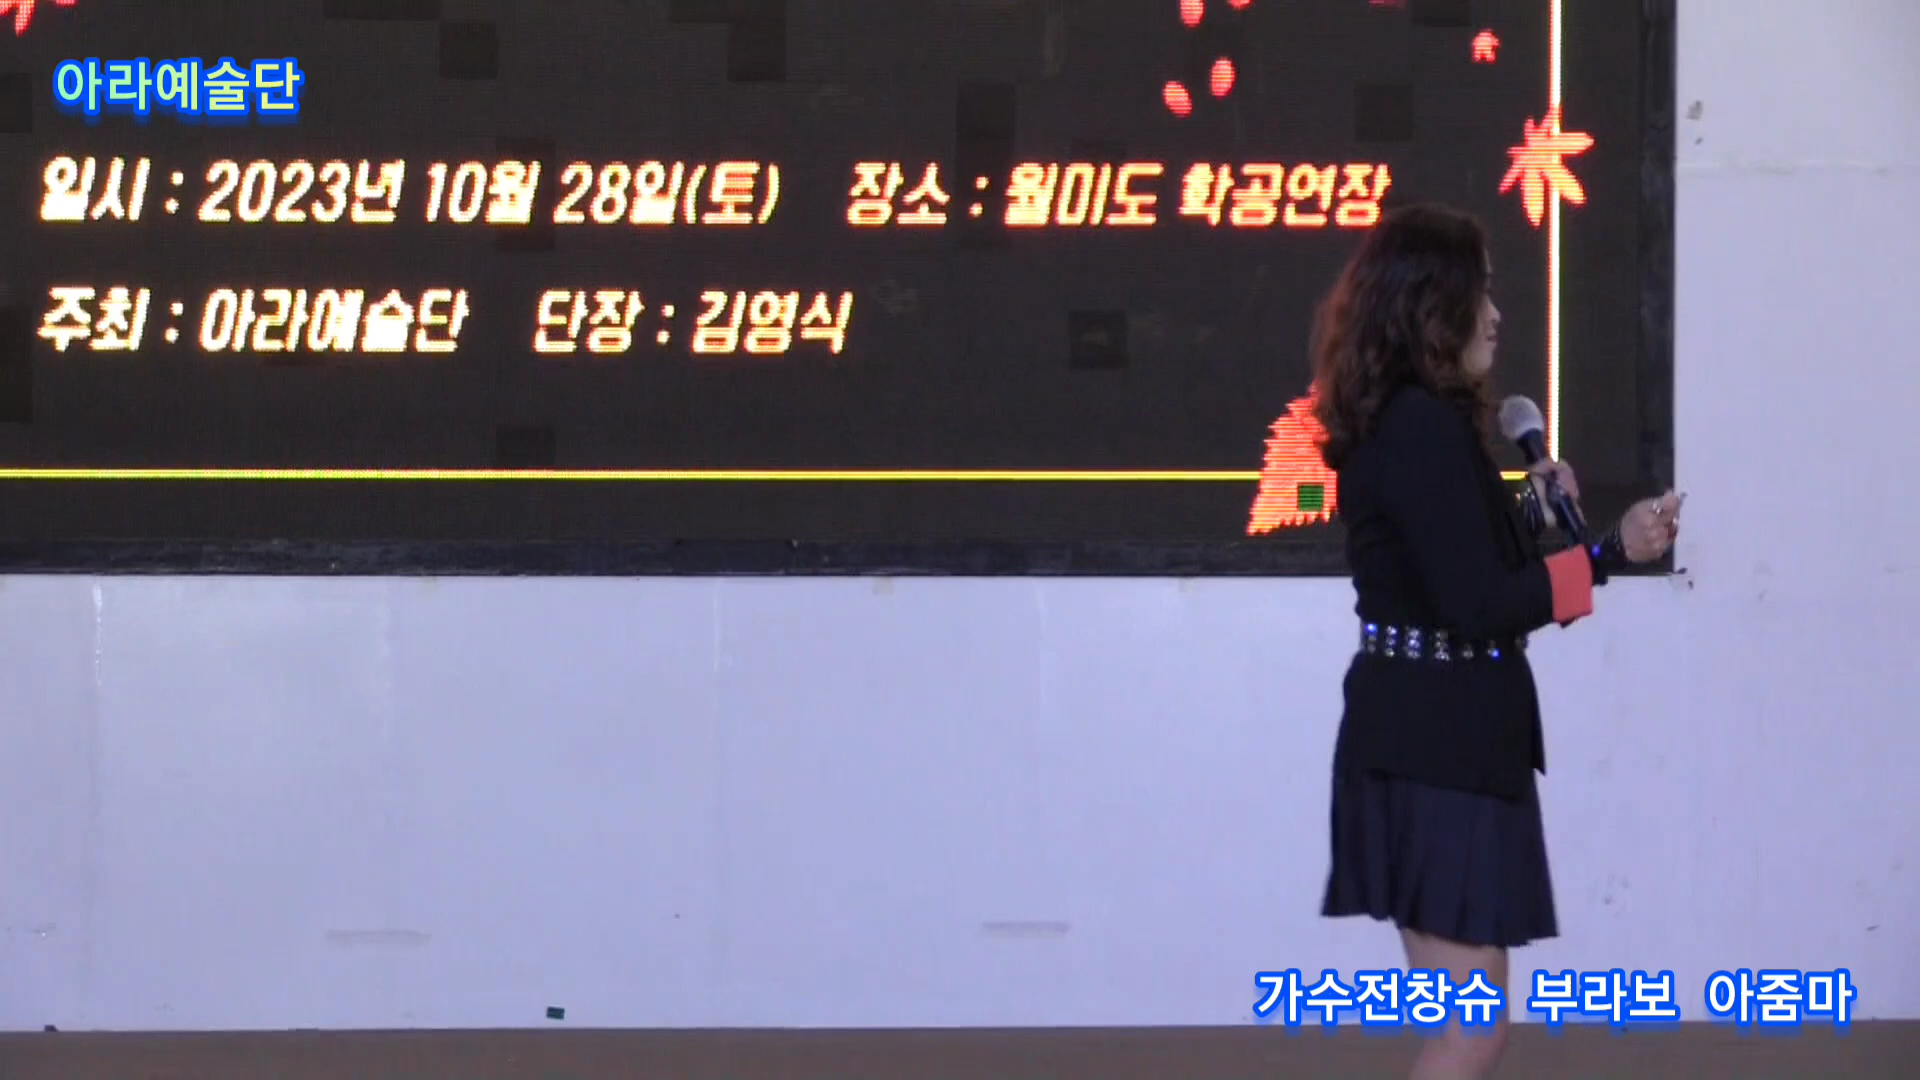 아라예술단
일시 : 2023년 10월 28일(토) 장소 : 월미도 학공연장
주최 : 아라예술단 단장 : 김영식
가수전창슈 부라보 아줌마